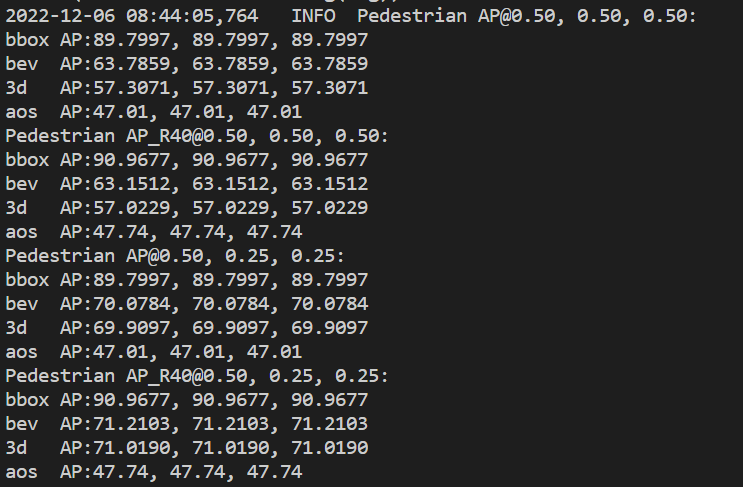 2022-12-06 08:44:05,764   INFO  Pedestrian AP@0.50, 0.50, 0.50:
bbox AP:89.7997, 89.7997, 89.7997
bev  AP:63.7859, 63.7859, 63.7859
3d   AP:57.3071, 57.3071, 57.3071
aos  AP:47.01, 47.01, 47.01
Pedestrian AP_R40@0.50, 0.50, 0.50:
bbox AP:90.9677, 90.9677, 90.9677
bev  AP:63.1512, 63.1512, 63.1512
3d   AP:57.0229, 57.0229, 57.0229
aos  AP:47.74, 47.74, 47.74
Pedestrian AP@0.50, 0.25, 0.25:
bbox AP:89.7997, 89.7997, 89.7997
bev  AP:70.0784, 70.0784, 70.0784
3d   AP:69.9097, 69.9097, 69.9097
aos  AP:47.01, 47.01, 47.01
Pedestrian AP_R40@0.50, 0.25, 0.25:
bbox AP:90.9677, 90.9677, 90.9677
bev  AP:71.2103, 71.2103, 71.2103
3d   AP:71.0190, 71.0190, 71.0190
aos  AP:47.74, 47.74, 47.74